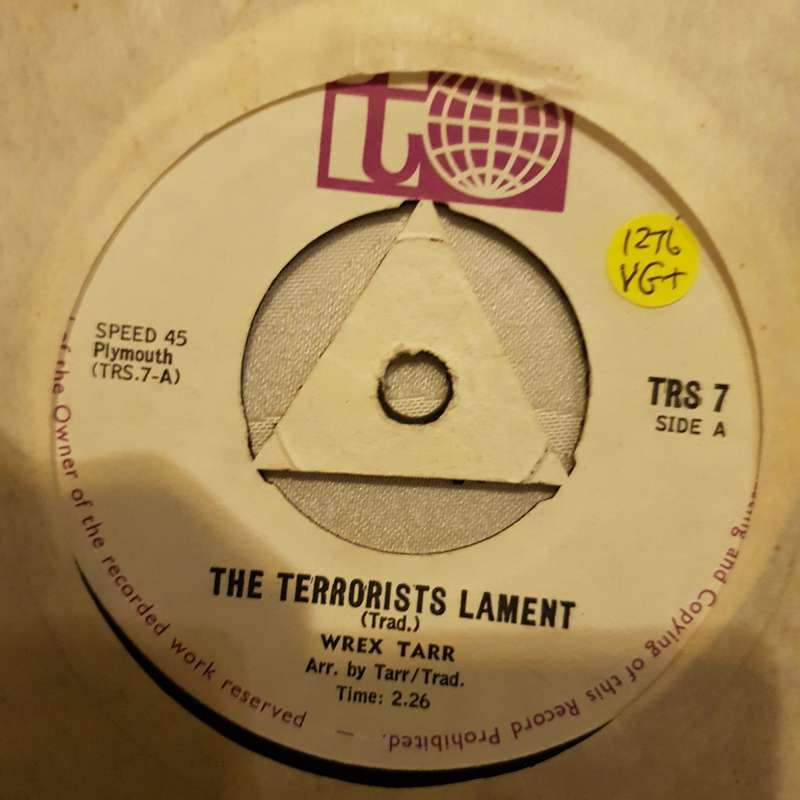 to
1276
VG+
SPEED 45
Plymouth
(TRS.7-A)
TRS 7
SIDE A
THE TERRORISTS LAMENT
(Trad.)
WREX TARR
Arr. by Tarr/Trad.
Time: 2.26
of the Owner of the recorded work reserved — and Copying of this Record Prohibited.